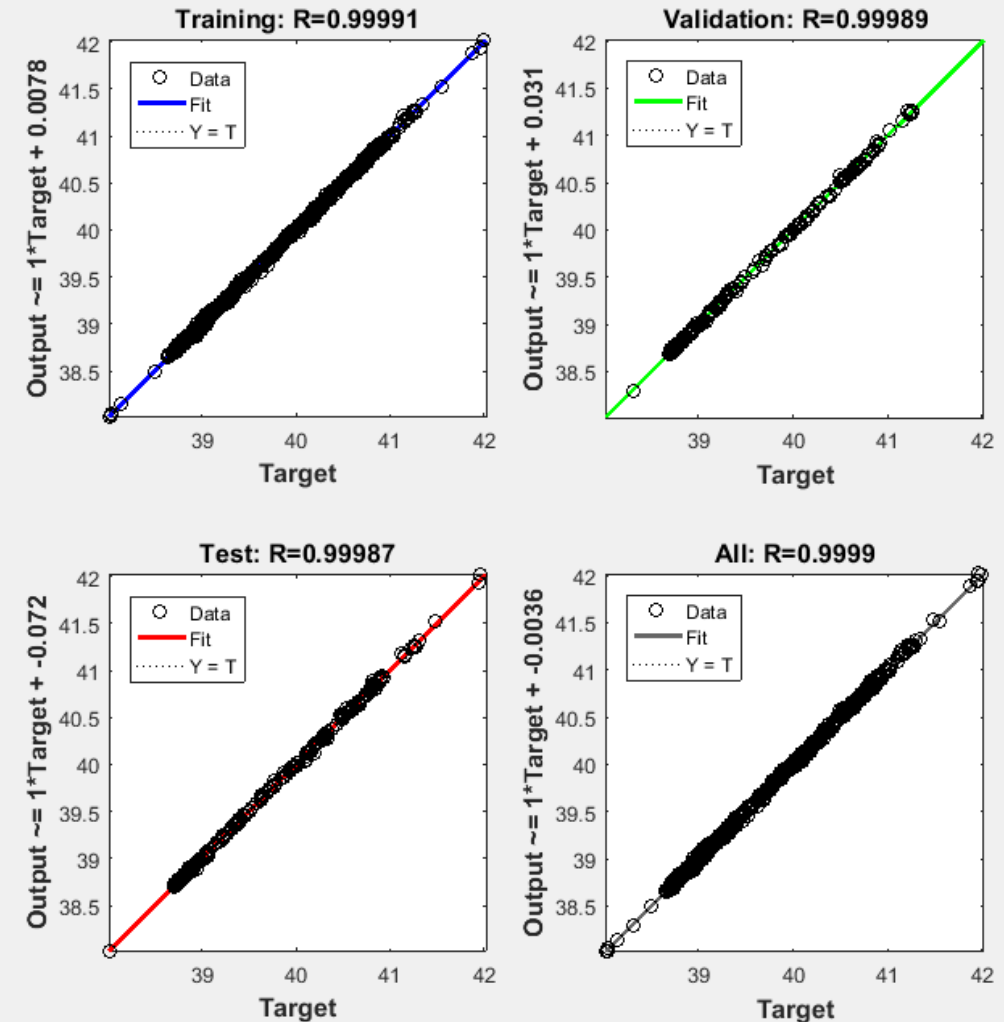 Training: R=0.99991
Output ~= 1*Target + 0.0078
42
41.5
41
40.5
40
39.5
39
38.5
Data
Fit
Y = T
39
40
41
42
Target
Validation: R=0.99989
Output ~= 1*Target + 0.031
42
41.5
41
40.5
40
39.5
39
38.5
Data
Fit
Y = T
39
40
41
42
Target
Test: R=0.99987
Output ~= 1*Target + -0.072
42
41.5
41
40.5
40
39.5
39
38.5
Data
Fit
Y = T
39
40
41
42
Target
All: R=0.9999
Output ~= 1*Target + -0.0036
42
41.5
41
40.5
40
39.5
39
38.5
Data
Fit
Y = T
39
40
41
42
Target